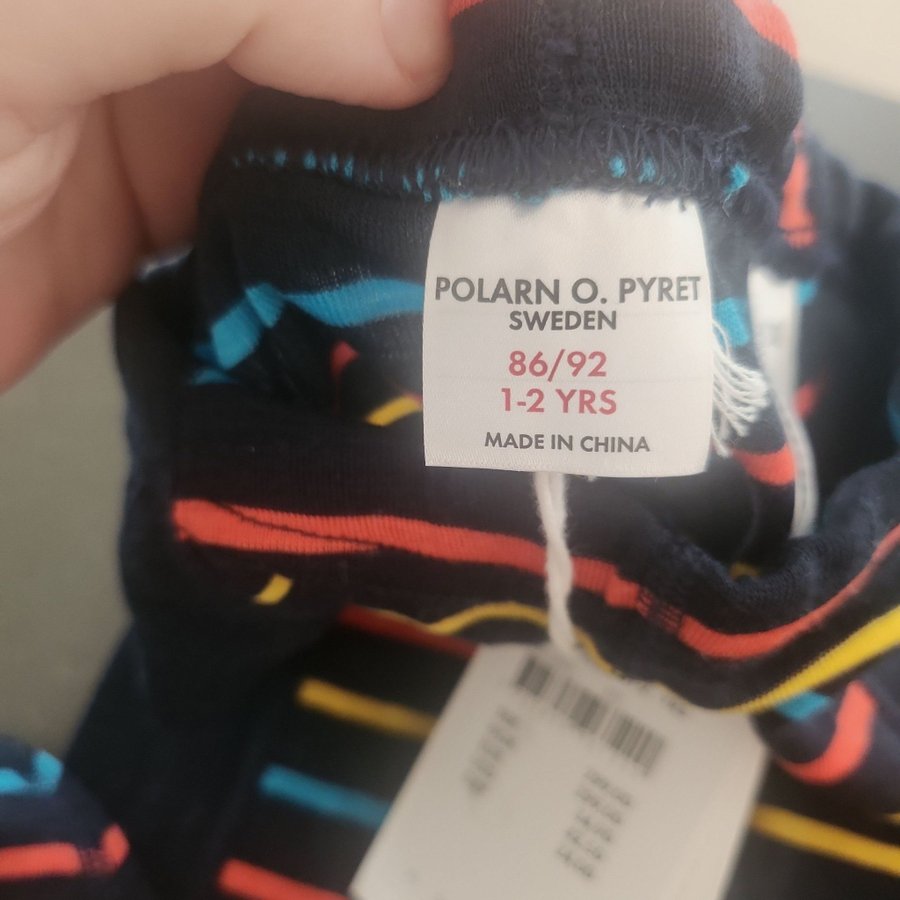 POLARN O. PYRET
SWEDEN
86/92
1-2 YRS
MADE IN CHINA